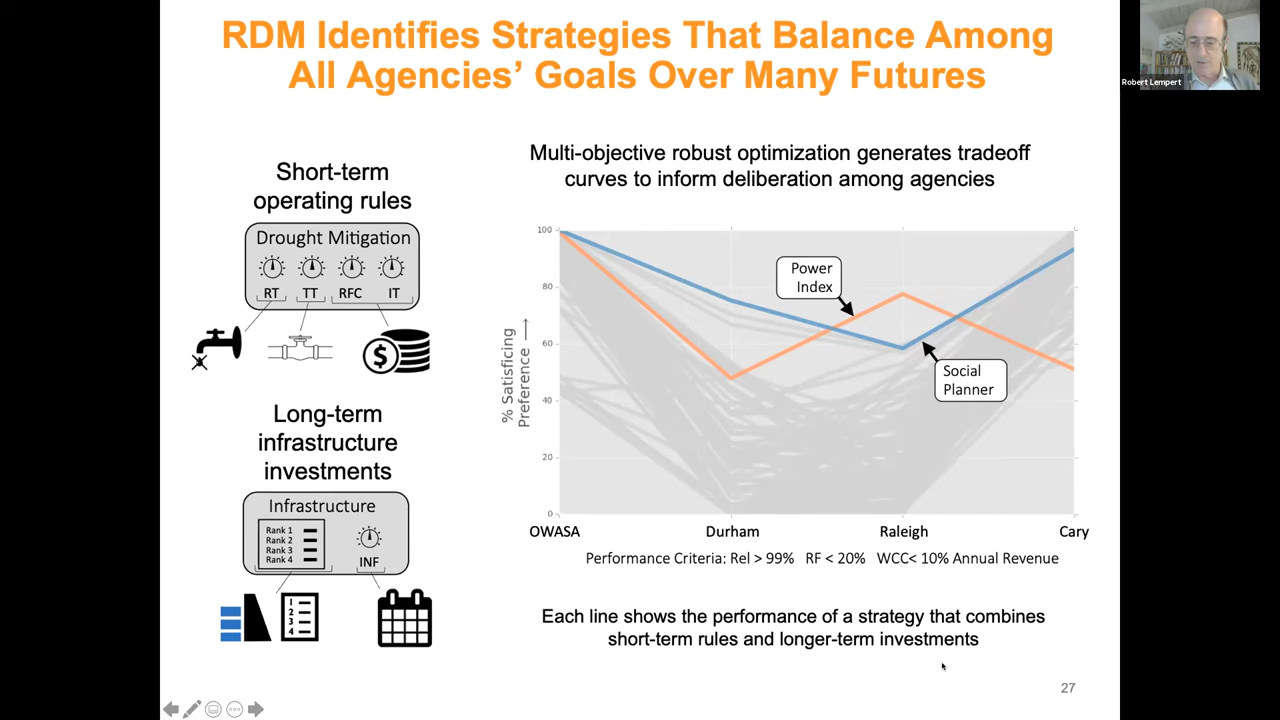 RDM Identifies Strategies That Balance Among
All Agencies' Goals Over Many Futures
Robert Lempert
Short-term
operating rules
Drought Mitigation
RT TT RFC IT
$
Long-term
infrastructure
investments
Infrastructure
Rank 1
Rank 2
Rank 3
Rank 4
INF
1
2
3
4
Multi-objective robust optimization generates tradeoff
curves to inform deliberation among agencies
% Satisficing
Preference
100
80
60
40
20
0
Power
Index
Social
Planner
OWASA Durham Raleigh Cary
Performance Criteria: Rel > 99% RF < 20% WCC< 10% Annual Revenue
Each line shows the performance of a strategy that combines
short-term rules and longer-term investments
27